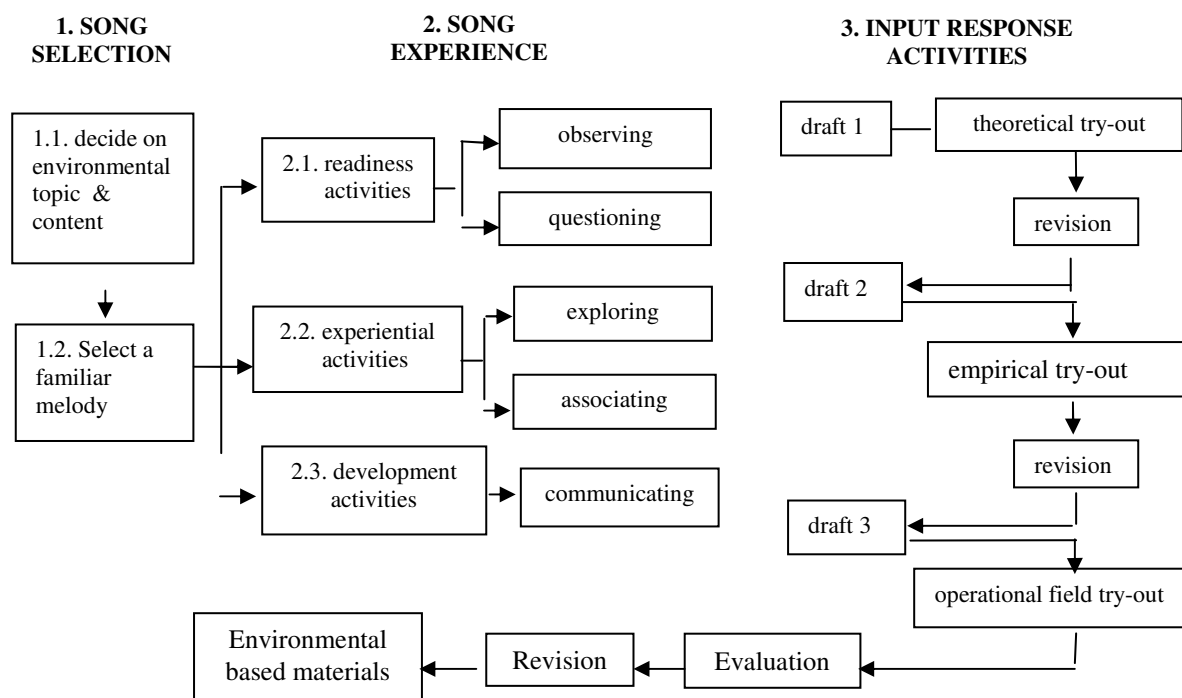 1. SONG
SELECTION
2. SONG
EXPERIENCE
3. INPUT RESPONSE
ACTIVITIES
1.1. decide on
environmental
topic &
content
1.2. Select a
familiar
melody
2.1. readiness
activities
observing
questioning
2.2. experiential
activities
exploring
associating
2.3. development
activities
communicating
draft 1
theoretical try-out
revision
draft 2
empirical try-out
revision
draft 3
operational field try-out
Evaluation
Revision
Environmental
based materials